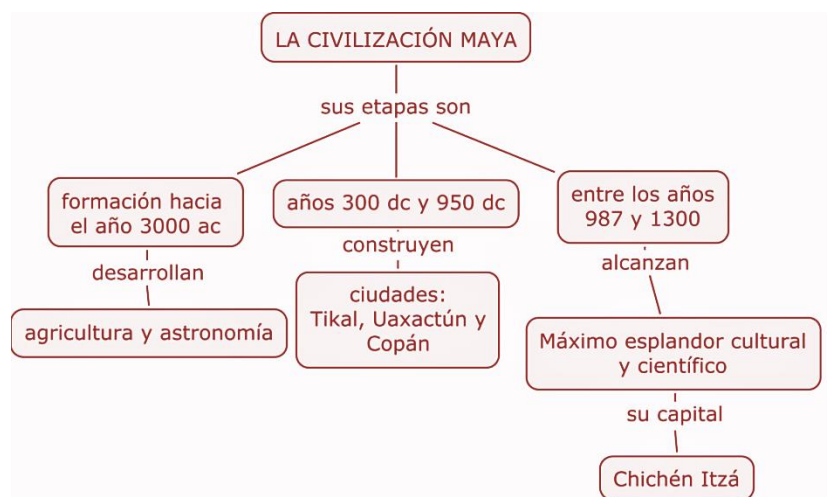 LA CIVILIZACIÓN MAYA
sus etapas son
formación hacia
el año 3000 ac
desarrollan
agricultura y astronomía
años 300 dc y 950 dc
construyen
ciudades:
Tikal, Uaxactún y
Copán
entre los años
987 y 1300
alcanzan
Máximo esplandor cultural
y científico
su capital
Chichén Itzá